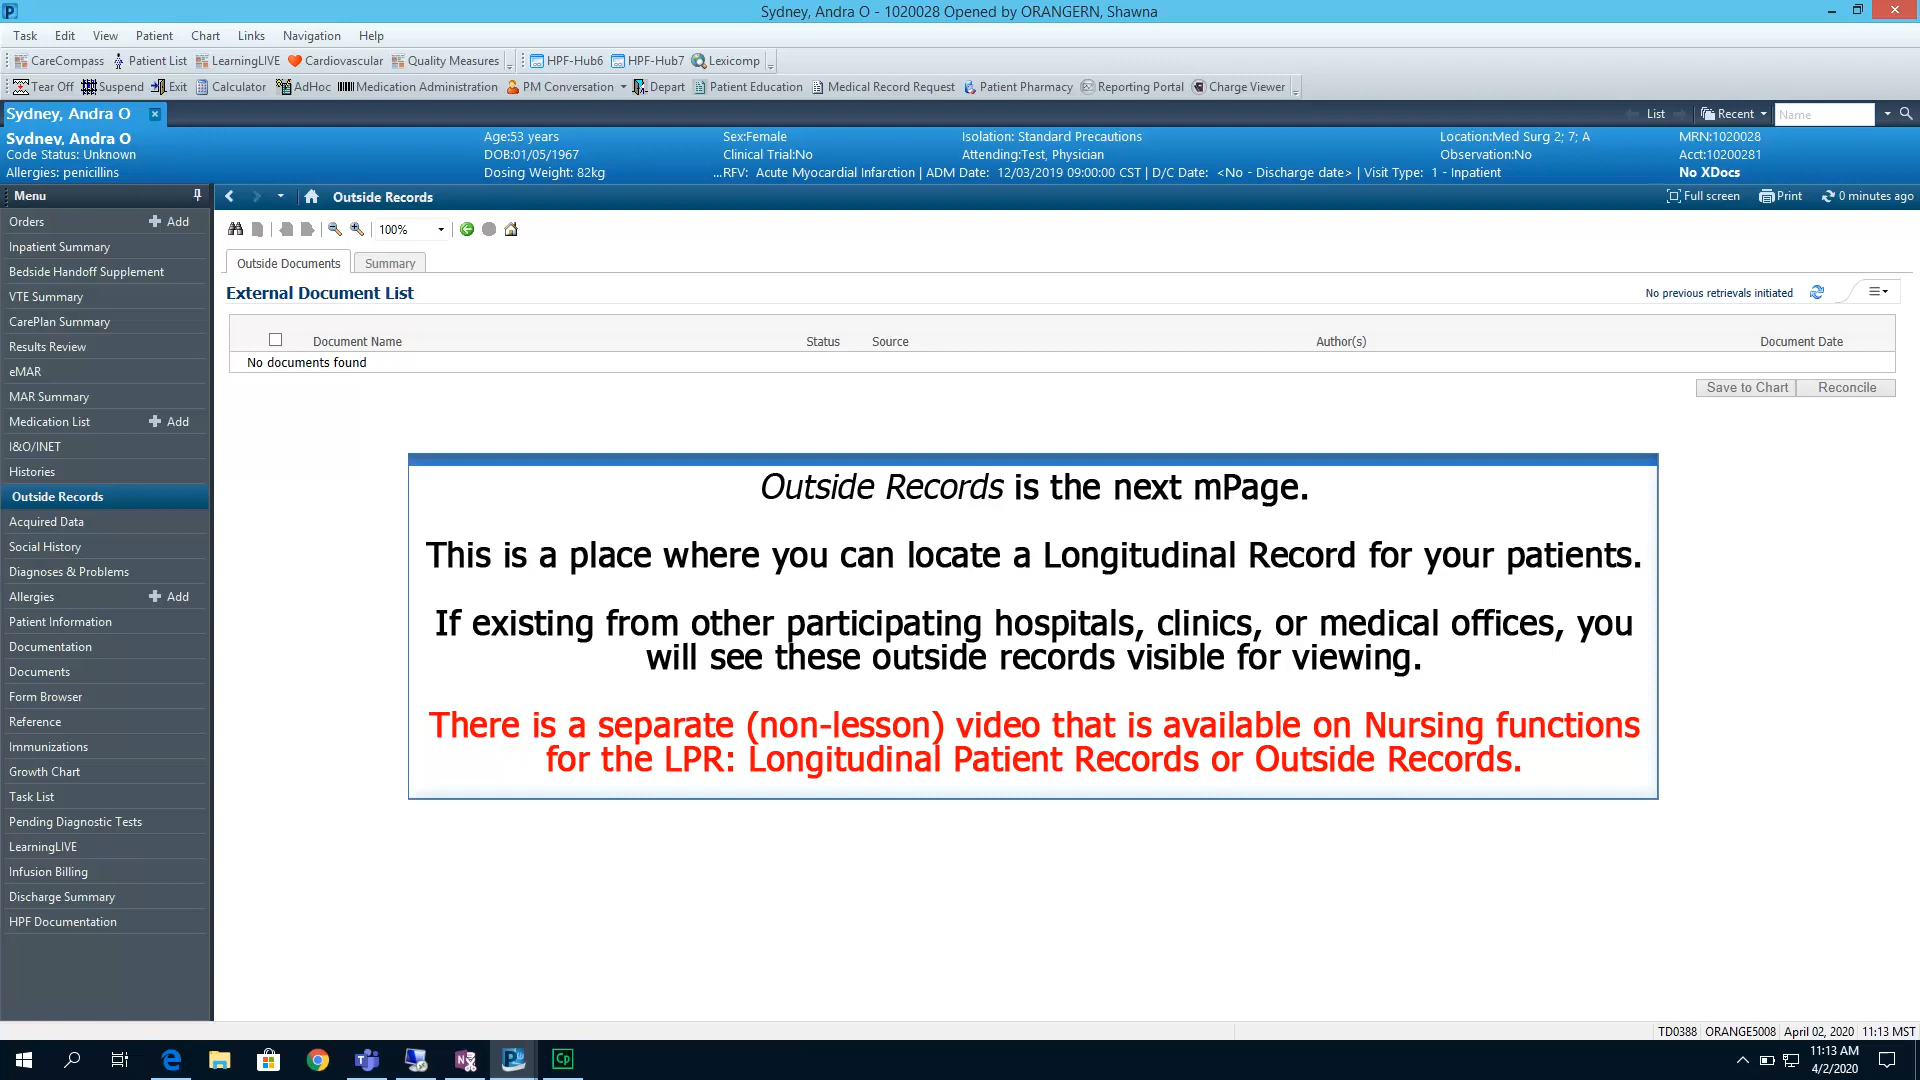 Sydney, Andra O - 1020028 Opened by ORANGERN, Shawna
Task Edit View Patient Chart Links Navigation Help
CareCompass Patient List LearningLIVE Cardiovascular Quality Measures HPF-Hub6 HPF-Hub7 Lexicomp
Tear Off Suspend Exit Calculator AdHoc Medication Administration PM Conversation Depart Patient Education Medical Record Request Patient Pharmacy Reporting Portal Charge Viewer
Sydney, Andra O List Recent Name
Sydney, Andra O Age:53 years Sex:Female Isolation: Standard Precautions Location:Med Surg 2; 7; A MRN:1020028
Code Status: Unknown DOB:01/05/1967 Clinical Trial:No Attending:Test, Physician Observation:No Acct:10200281
Allergies: penicillins Dosing Weight: 82kg ...RFV: Acute Myocardial Infarction | ADM Date: 12/03/2019 09:00:00 CST | D/C Date: <No - Discharge date> | Visit Type: 1 - Inpatient No XDocs
Menu Outside Records Full screen Print 0 minutes ago
Orders Add
Inpatient Summary
Bedside Handoff Supplement
VTE Summary
CarePlan Summary
Results Review
eMAR
MAR Summary
Medication List Add
I&O/INET
Histories
Outside Records
Acquired Data
Social History
Diagnoses & Problems
Allergies Add
Patient Information
Documentation
Documents
Form Browser
Reference
Immunizations
Growth Chart
Task List
Pending Diagnostic Tests
LearningLIVE
Infusion Billing
Discharge Summary
HPF Documentation
100%
Outside Documents Summary
External Document List No previous retrievals initiated
Document Name Status Source Author(s) Document Date
No documents found
Save to Chart Reconcile
Outside Records is the next mPage.
This is a place where you can locate a Longitudinal Record for your patients.
If existing from other participating hospitals, clinics, or medical offices, you
will see these outside records visible for viewing.
There is a separate (non-lesson) video that is available on Nursing functions
for the LPR: Longitudinal Patient Records or Outside Records.
TD0388 ORANGE5008 April 02, 2020 11:13 MST
11:13 AM
4/2/2020